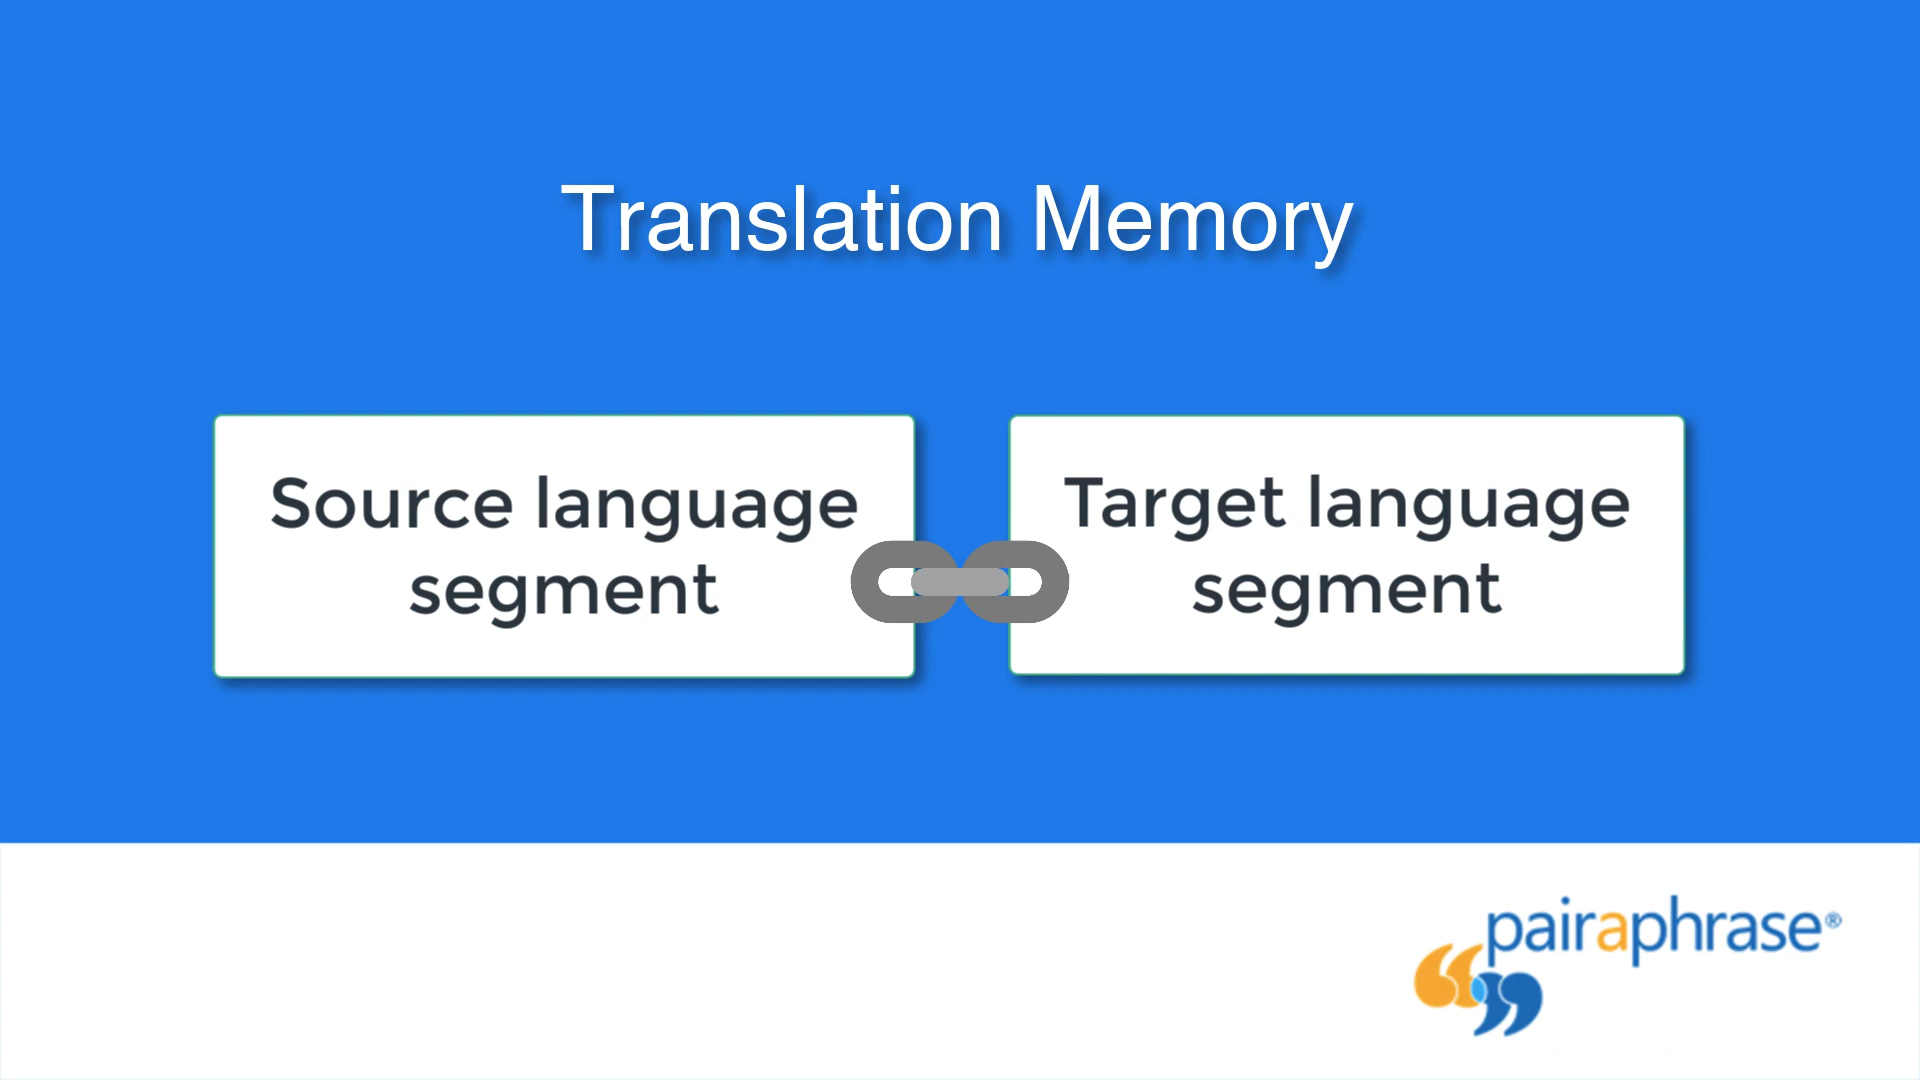 Translation Memory
Source language
segment
Target language
segment
pairaphrase®